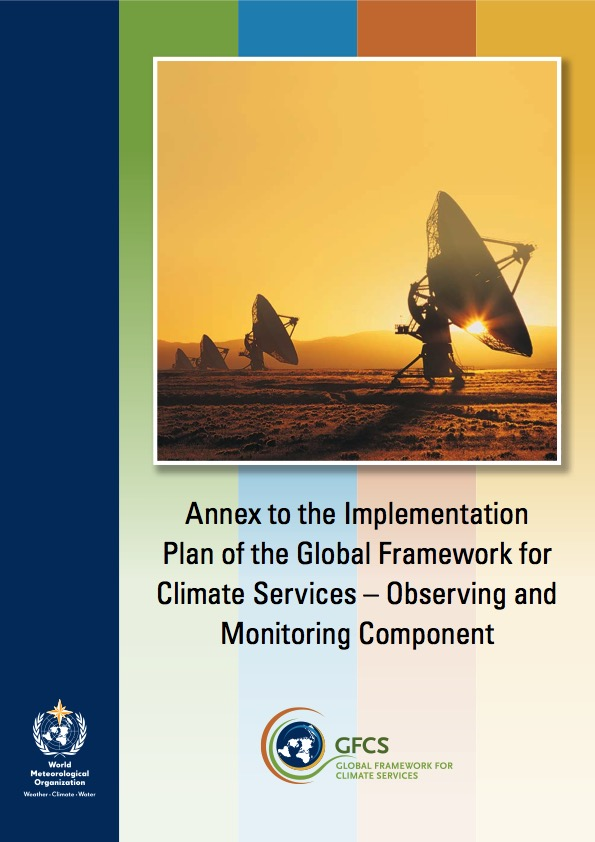 Annex to the Implementation
Plan of the Global Framework for
Climate Services – Observing and
Monitoring Component
World
Meteorological
Organization
Weather • Climate • Water
GFCS
GLOBAL FRAMEWORK FOR
CLIMATE SERVICES